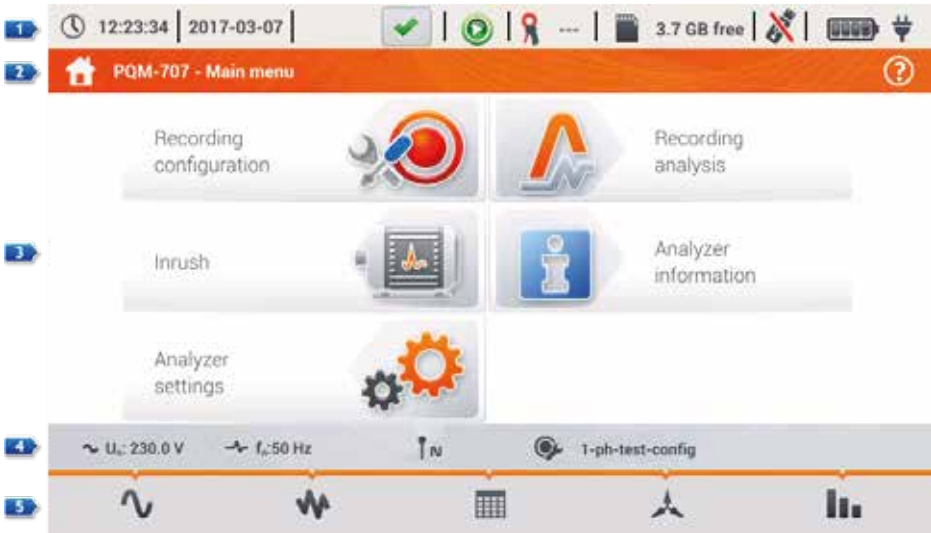 1 12:23:34 2017-03-07 --- 3.7 GB free
2 PQM-707 - Main menu ?
Recording
configuration
Recording
analysis
3
Inrush
Analyzer
information
Analyzer
settings
4 Uₙ: 230.0 V fₙ:50 Hz N 1-ph-test-config
5